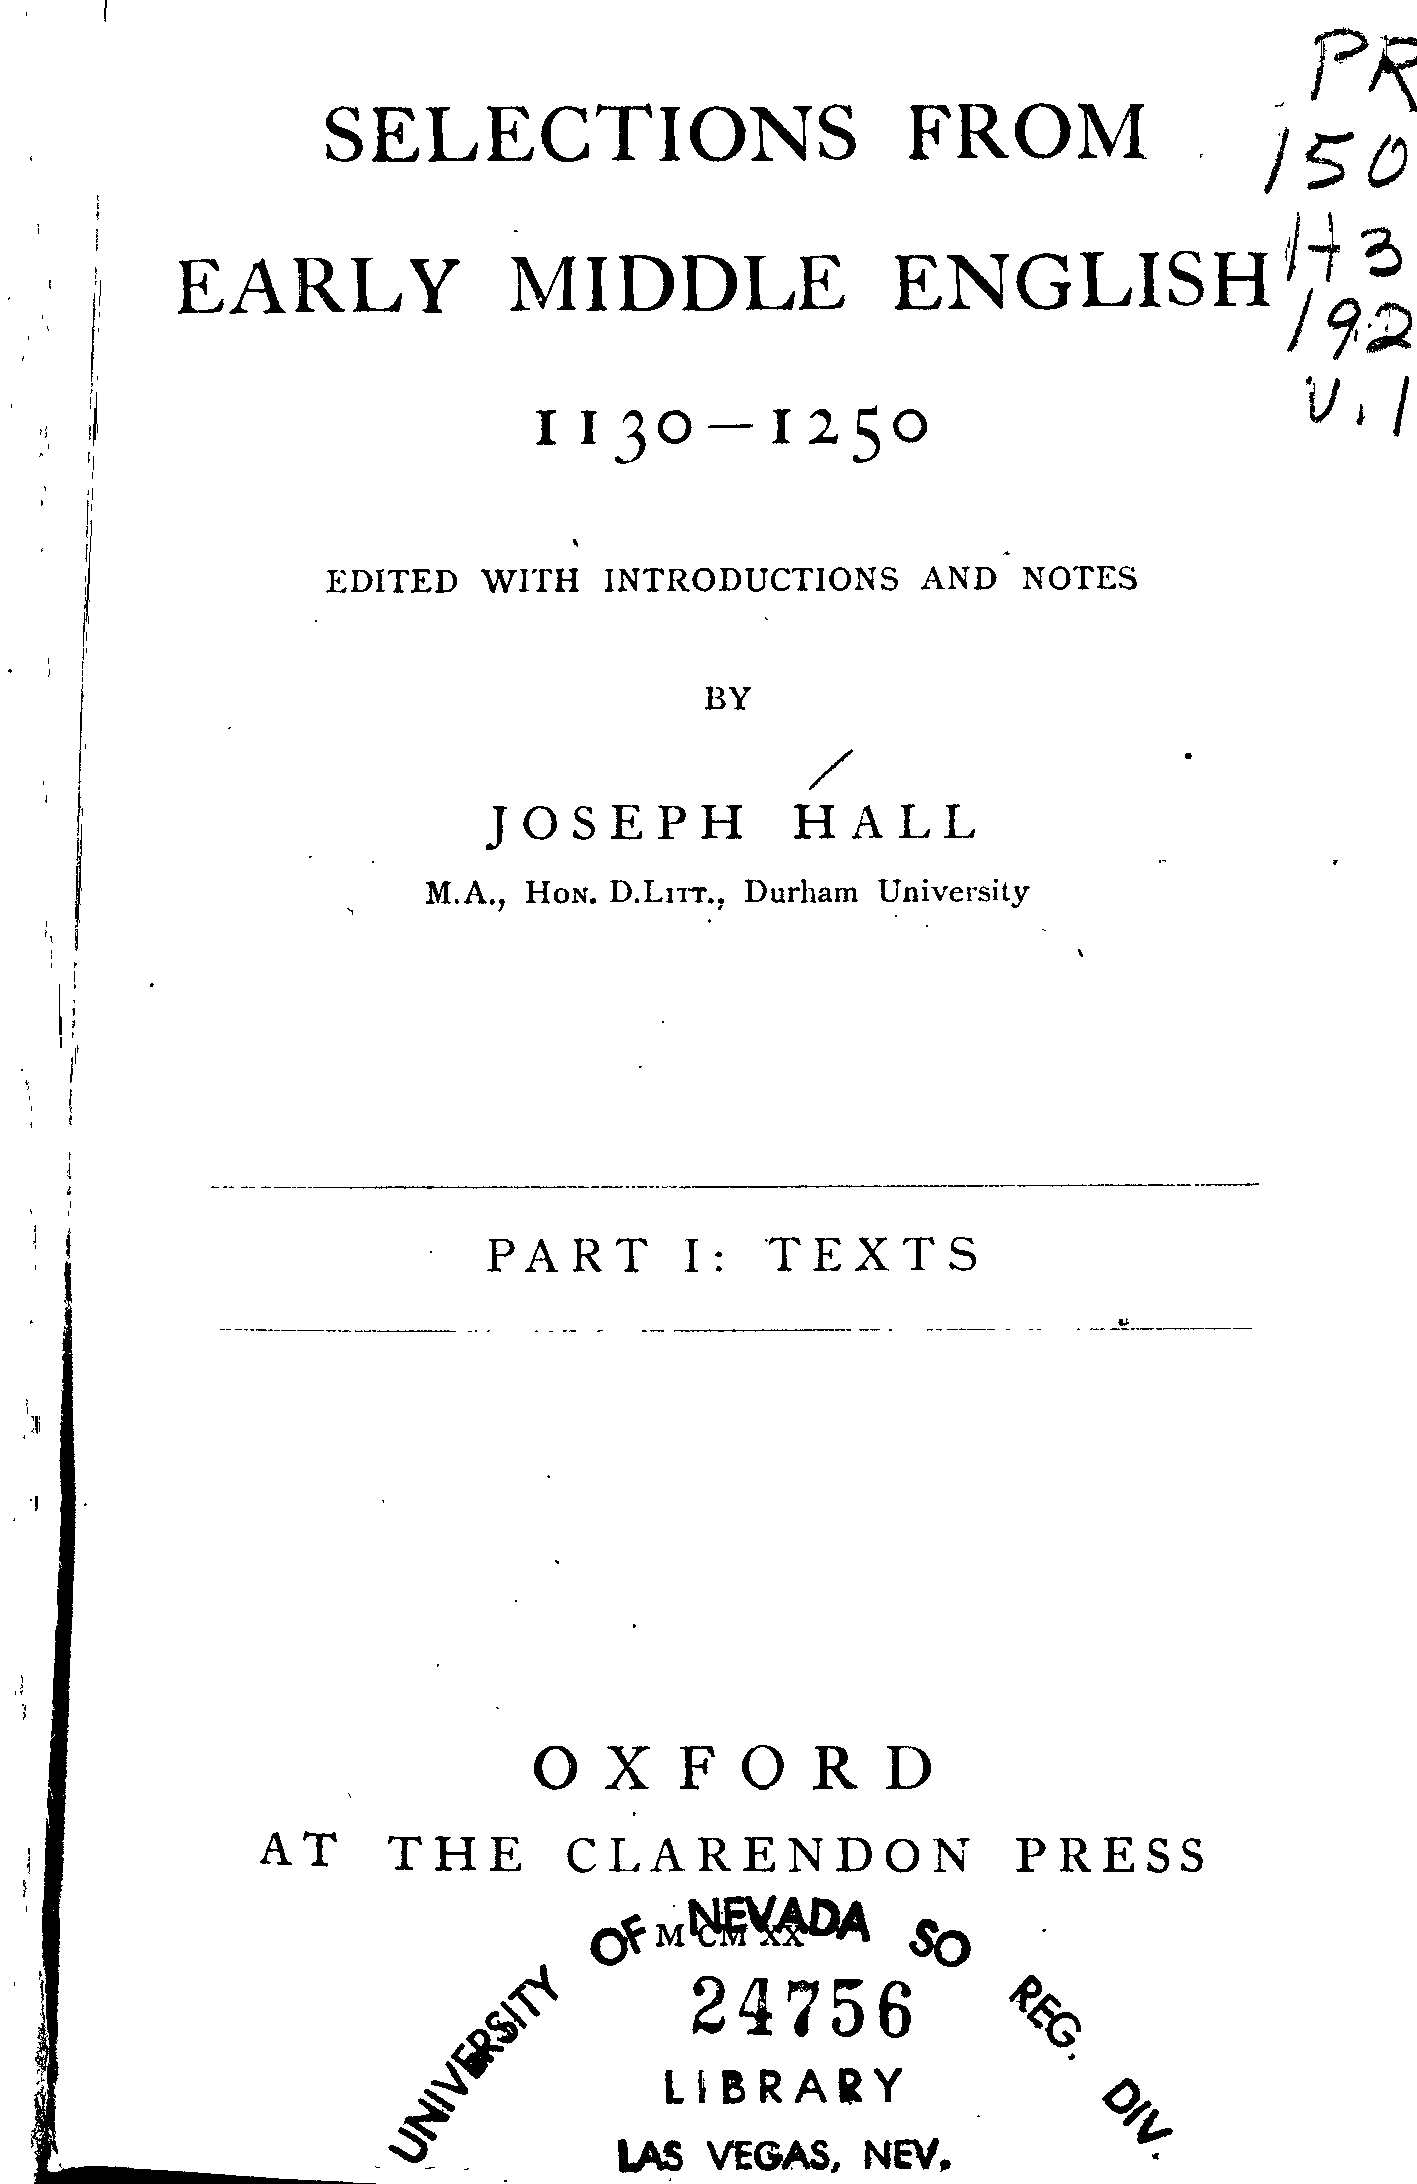 SELECTIONS FROM
EARLY MIDDLE ENGLISH
1130–1250
EDITED WITH INTRODUCTIONS AND NOTES
BY
JOSEPH HALL
M.A., HON. D.LITT., Durham University
PART I: TEXTS
OXFORD
AT THE CLARENDON PRESS
MCMXX
PR
150
H3
192
v.1
UNIVERSITY OF NEVADA SO REG. DIV.
24756
LIBRARY
LAS VEGAS, NEV.